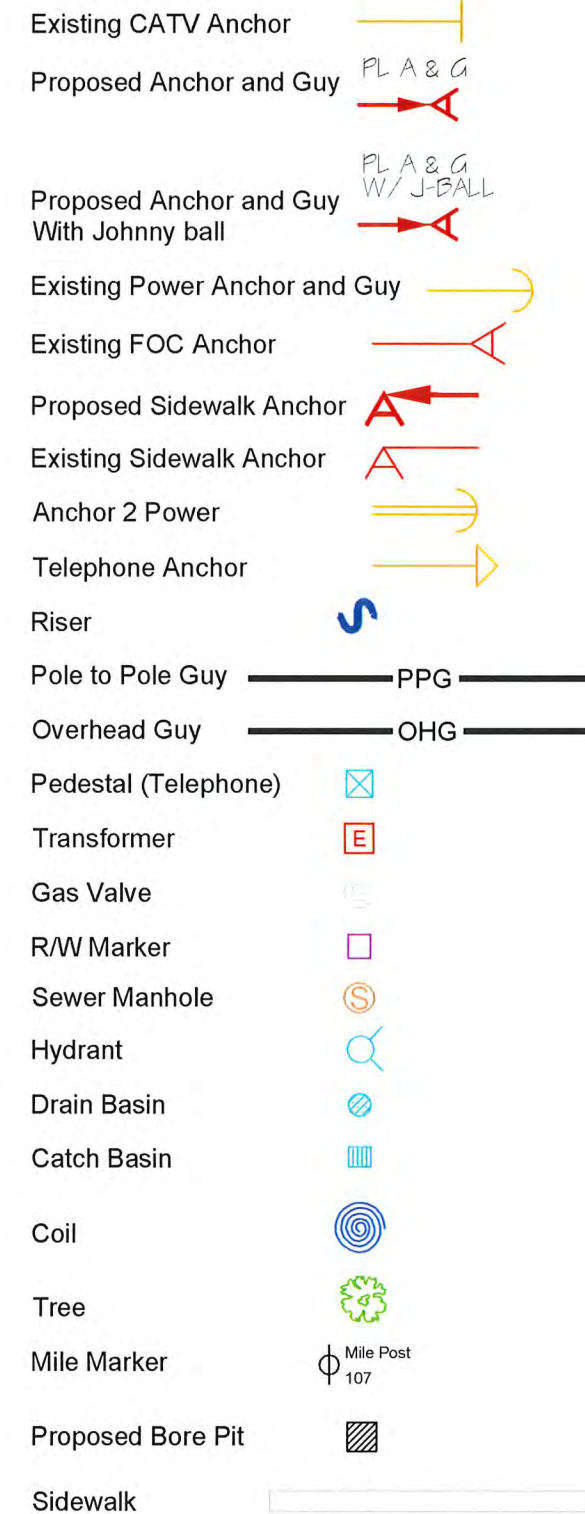 Existing CATV Anchor
Proposed Anchor and Guy
PL A & G
Proposed Anchor and Guy
With Johnny ball
PL A & G
W/ J-BALL
Existing Power Anchor and Guy
Existing FOC Anchor
Proposed Sidewalk Anchor
A
Existing Sidewalk Anchor
A
Anchor 2 Power
Telephone Anchor
Riser
Pole to Pole Guy PPG
Overhead Guy OHG
Pedestal (Telephone)
Transformer E
Gas Valve G
R/W Marker
Sewer Manhole S
Hydrant
Drain Basin
Catch Basin
Coil
Tree
Mile Marker
Mile Post
107
Proposed Bore Pit
Sidewalk